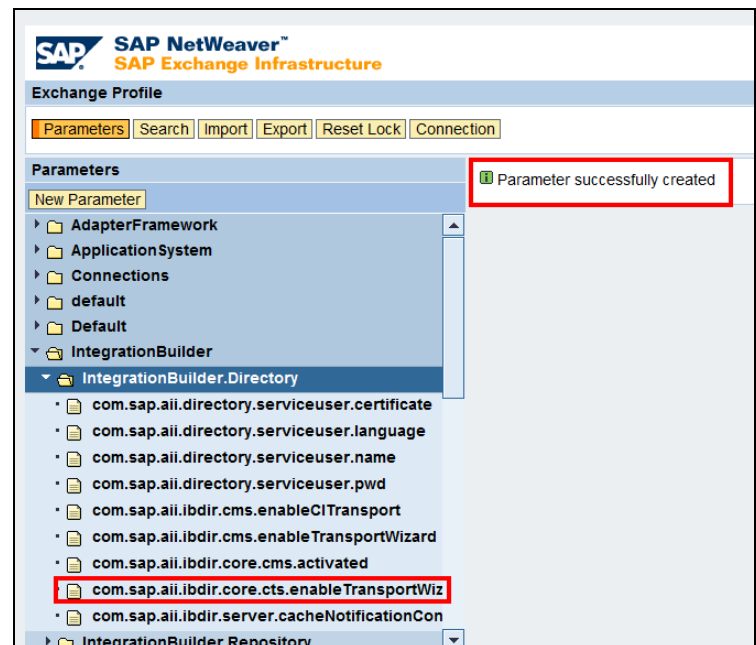 SAP
SAP NetWeaver™
SAP Exchange Infrastructure
Exchange Profile
Parameters Search Import Export Reset Lock Connection
Parameters
Parameter successfully created
New Parameter
AdapterFramework
ApplicationSystem
Connections
default
Default
IntegrationBuilder
IntegrationBuilder.Directory
com.sap.aii.directory.serviceuser.certificate
com.sap.aii.directory.serviceuser.language
com.sap.aii.directory.serviceuser.name
com.sap.aii.directory.serviceuser.pwd
com.sap.aii.ibdir.cms.enableClTransport
com.sap.aii.ibdir.cms.enableTransportWizard
com.sap.aii.ibdir.core.cms.activated
com.sap.aii.ibdir.core.cts.enableTransportWiz
com.sap.aii.ibdir.server.cacheNotificationCon
IntegrationBuilder.Repository